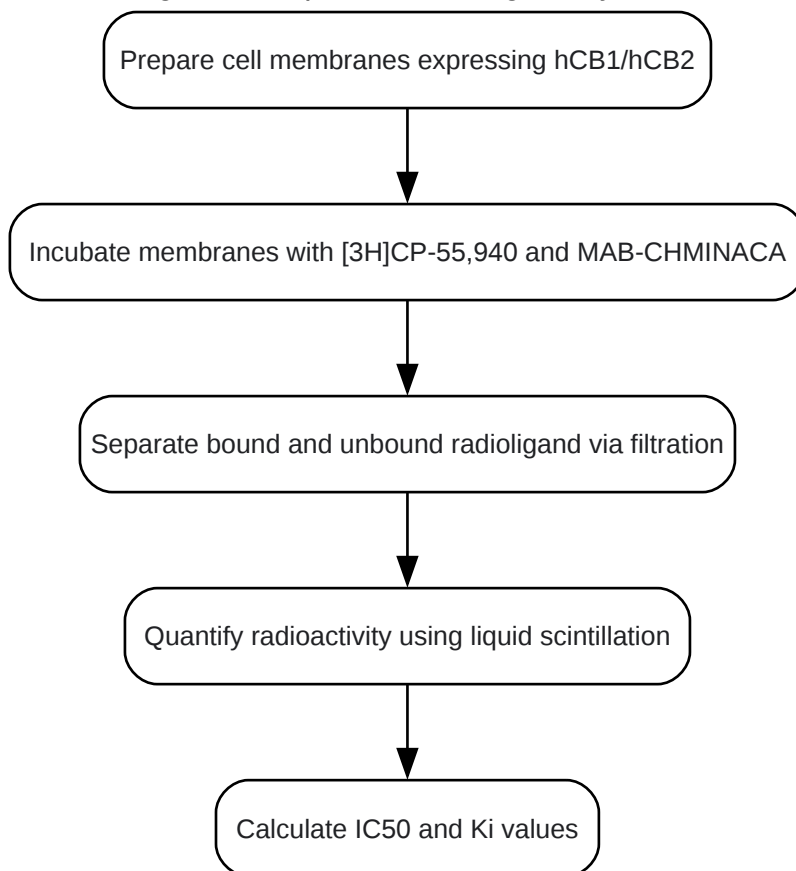 Prepare cell membranes expressing hCB1/hCB2
Incubate membranes with [3H]CP-55,940 and MAB-CHMINACA
Separate bound and unbound radioligand via filtration
Quantify radioactivity using liquid scintillation
Calculate IC50 and Ki values